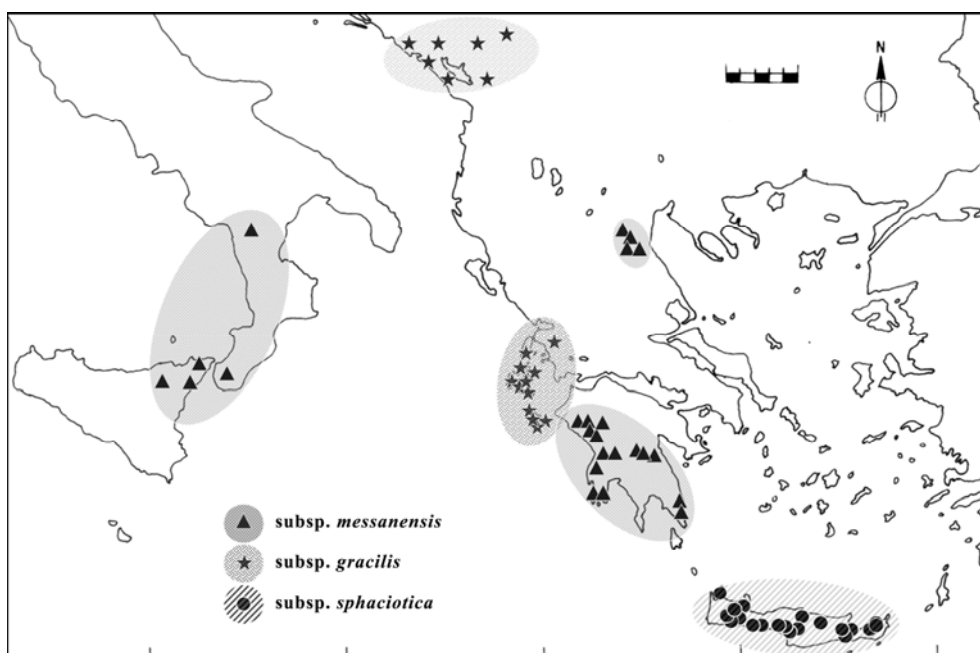 N
subsp. messanensis
subsp. gracilis
subsp. sphaciotica